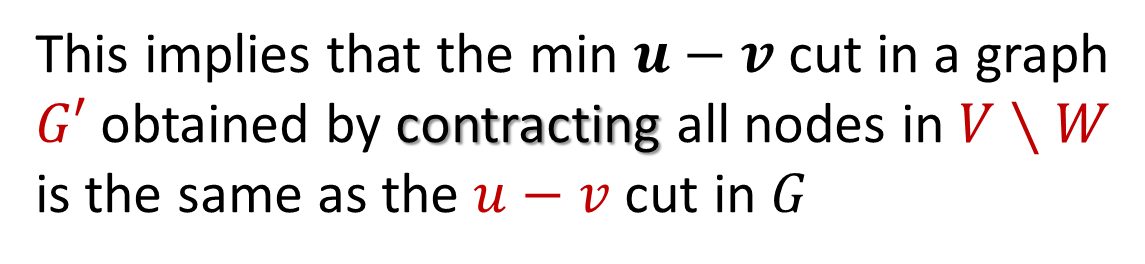 This implies that the min u − v cut in a graph
G′ obtained by contracting all nodes in V \ W
is the same as the u − v cut in G